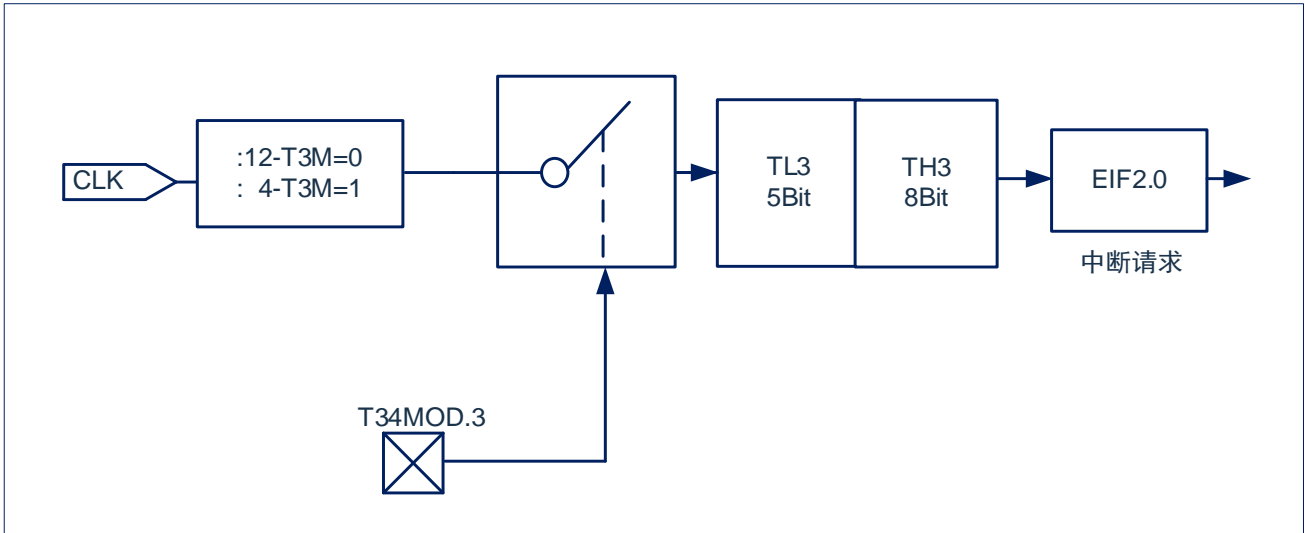 CLK
:12-T3M=0
: 4-T3M=1
TL3
5Bit
TH3
8Bit
EIF2.0
中断请求
T34MOD.3